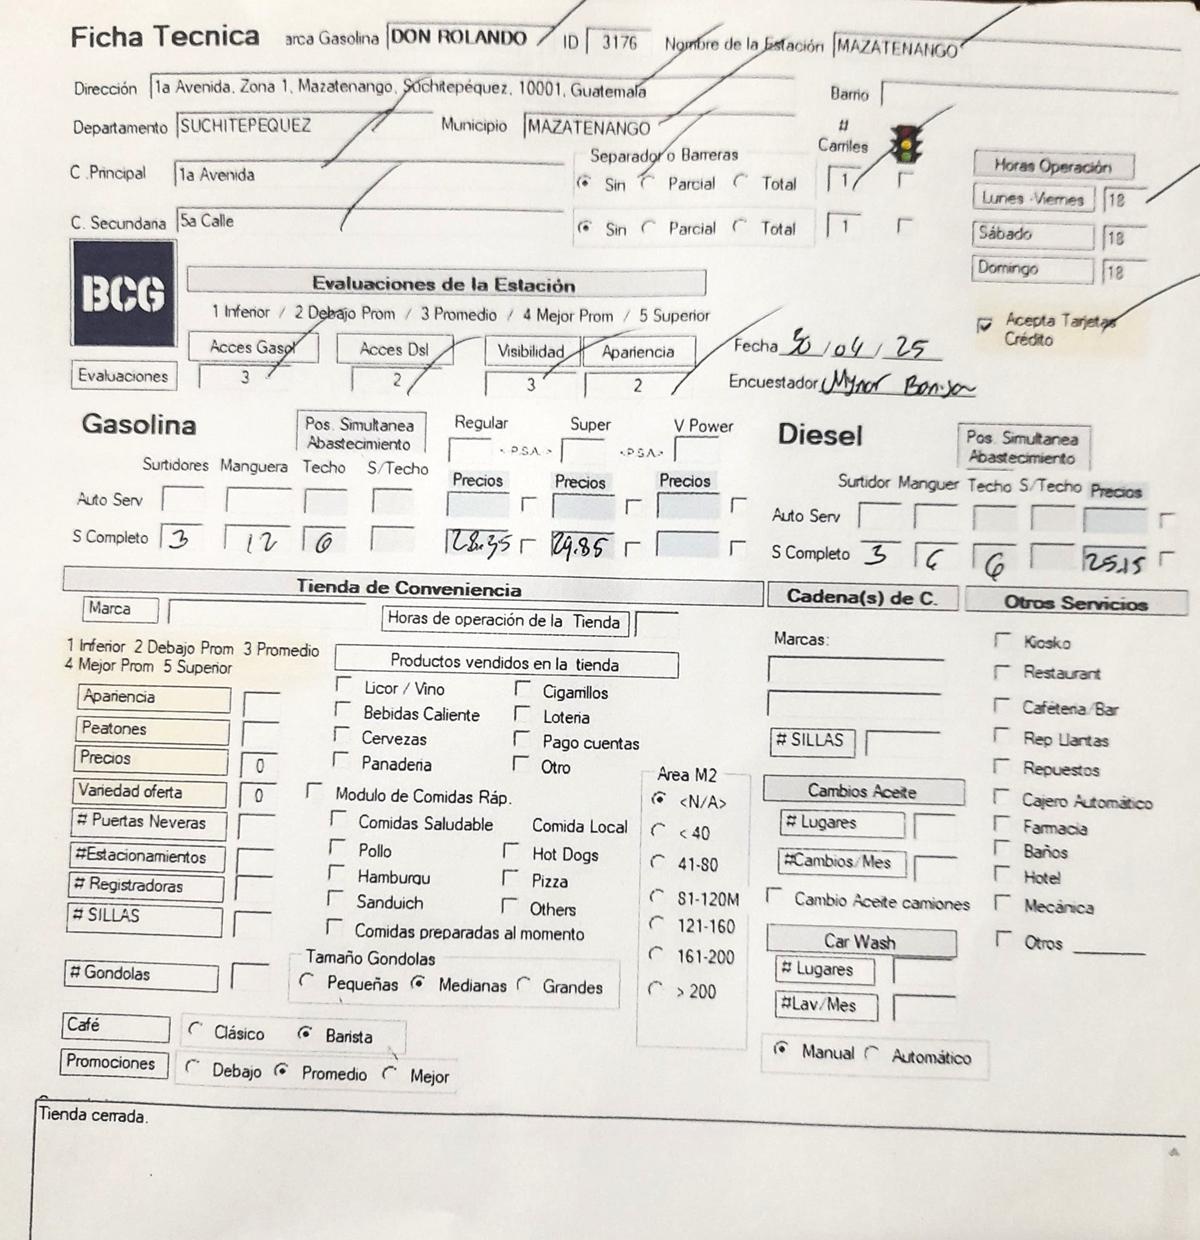 Ficha Tecnica arca Gasolina DON ROLANDO ID 3176 Nombre de la Estación MAZATENANGO
Dirección 1a Avenida, Zona 1, Mazatenango, Suchitepéquez, 10001, Guatemala Barrio
Departamento SUCHITEPEQUEZ Municipio MAZATENANGO # Carriles
Separador o Barreras Horas Operación
C .Principal 1a Avenida Sin Parcial Total 1 Lunes -Viernes 18
C. Secundaria 5a Calle Sin Parcial Total 1 Sábado 18
Domingo 18
BCG Evaluaciones de la Estación
1 Inferior / 2 Debajo Prom / 3 Promedio / 4 Mejor Prom / 5 Superior Acepta Tarjetas Crédito
Acces Gasol Acces Dsl Visibilidad Apariencia Fecha 30 / 04 / 25
Evaluaciones 3 2 3 2 Encuestador Mynor
Gasolina Pos. Simultanea Abastecimiento Regular Super V Power Diesel Pos. Simultanea Abastecimiento
<P.S.A.> <P.S.A>
Surtidores Manguera Techo S/Techo Precios Precios Precios Surtidor Manguer Techo S/Techo Precios
Auto Serv Auto Serv
S Completo 3 12 6 28.35 29.85 S Completo 3 6 6 25.15
Tienda de Conveniencia Cadena(s) de C. Otros Servicios
Marca Horas de operación de la Tienda
1 Inferior 2 Debajo Prom 3 Promedio
4 Mejor Prom 5 Superior
Productos vendidos en la tienda
Apariencia Licor / Vino Cigarrillos
Peatones Bebidas Caliente Loteria
Precios 0 Cervezas Pago cuentas
Variedad oferta 0 Panaderia Otro
# Puertas Neveras Modulo de Comidas Ráp.
#Estacionamientos Comidas Saludable Comida Local
# Registradoras Pollo Hot Dogs
# SILLAS Hamburqu Pizza
Sanduich Others
Comidas preparadas al momento
# Gondolas Tamaño Gondolas
Pequeñas Medianas Grandes
Café Clásico Barista
Promociones Debajo Promedio Mejor
Area M2
<N/A>
< 40
41-80
81-120M
121-160
161-200
> 200
Marcas:
# SILLAS
Cambios Aceite
# Lugares
#Cambios/Mes
Cambio Aceite camiones
Car Wash
# Lugares
#Lav/Mes
Manual Automático
Kiosko
Restaurant
Cafeteria/Bar
Rep Llantas
Repuestos
Cajero Automático
Farmacia
Baños
Hotel
Mecánica
Otros
Tienda cerrada.